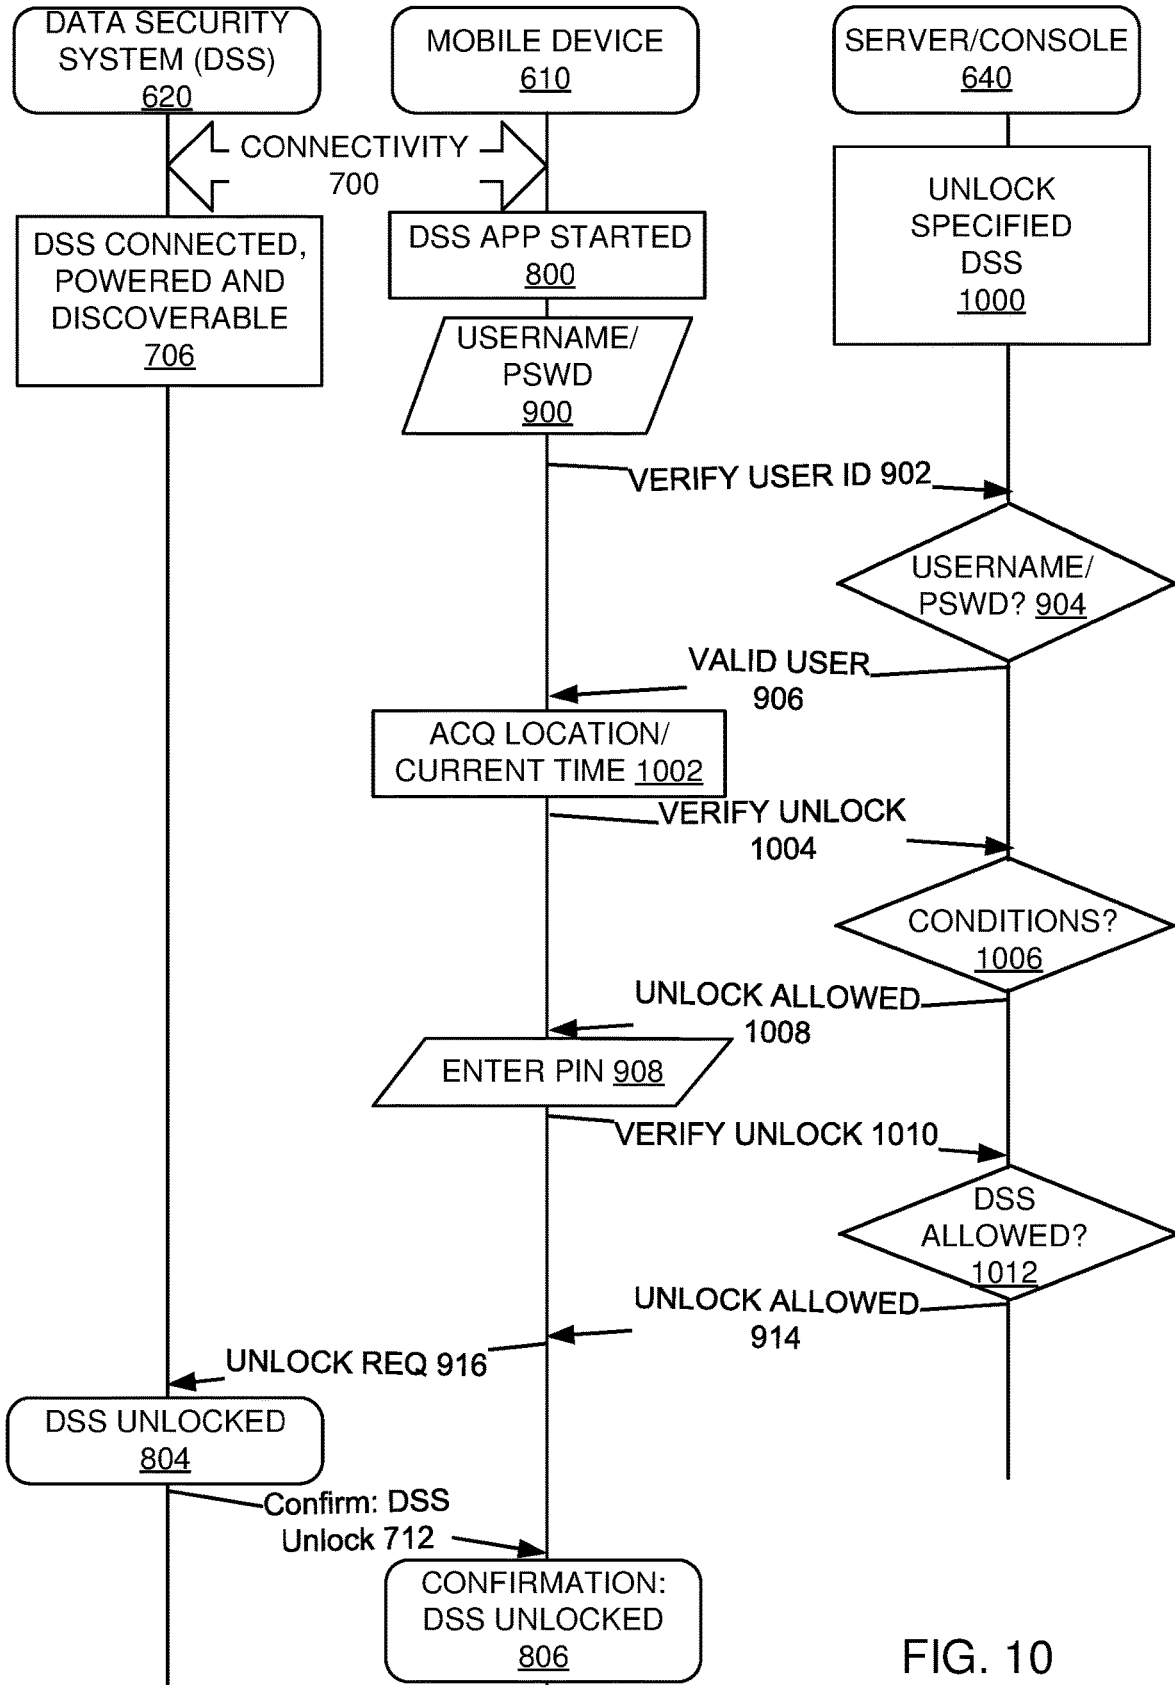 DATA SECURITY
SYSTEM (DSS)
620
MOBILE DEVICE
610
SERVER/CONSOLE
640
CONNECTIVITY
700
UNLOCK
SPECIFIED
DSS
1000
DSS CONNECTED,
POWERED AND
DISCOVERABLE
706
DSS APP STARTED
800
USERNAME/
PSWD
900
VERIFY USER ID 902
USERNAME/
PSWD? 904
VALID USER
906
ACQ LOCATION/
CURRENT TIME 1002
VERIFY UNLOCK
1004
CONDITIONS?
1006
UNLOCK ALLOWED
1008
ENTER PIN 908
VERIFY UNLOCK 1010
DSS
ALLOWED?
1012
UNLOCK ALLOWED
914
UNLOCK REQ 916
DSS UNLOCKED
804
Confirm: DSS
Unlock 712
CONFIRMATION:
DSS UNLOCKED
806
FIG. 10